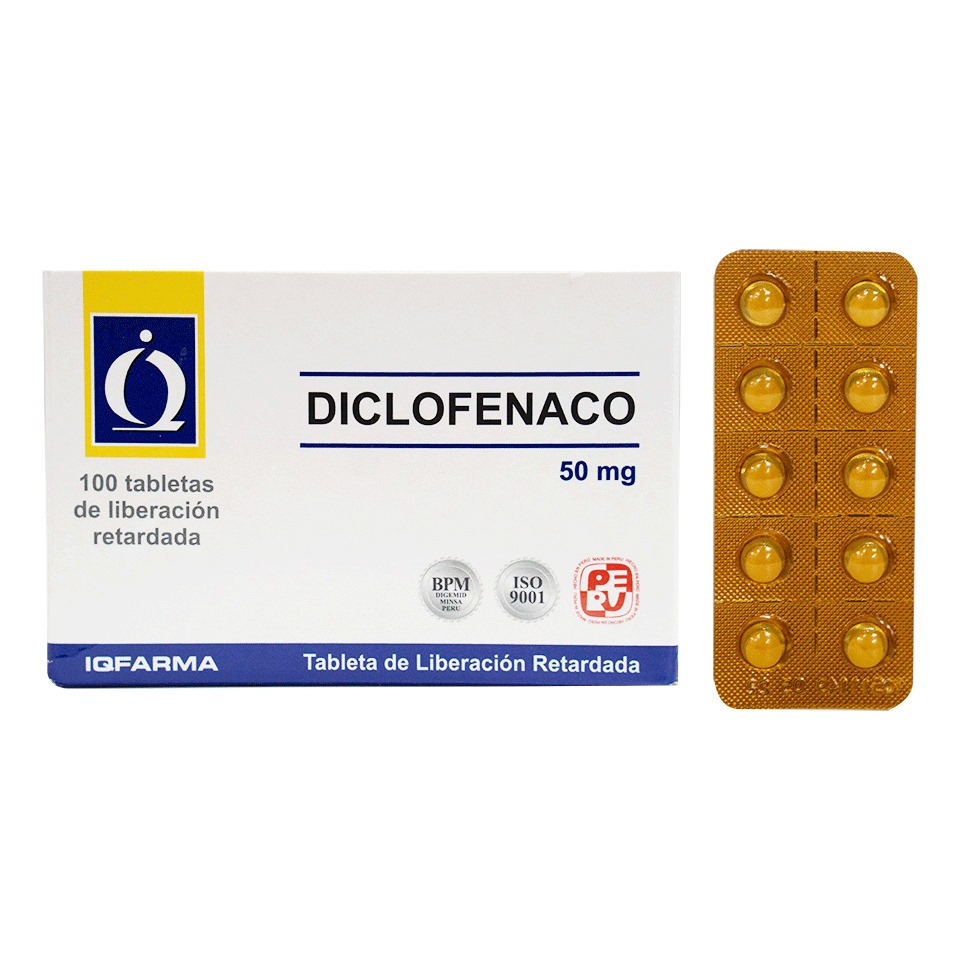 100 tabletas
de liberación
retardada
DICLOFENACO
50 mg
BPM
DIGEMID
MINSA
PERU
ISO
9001
PERU
IQFARMA
Tableta de Liberación Retardada